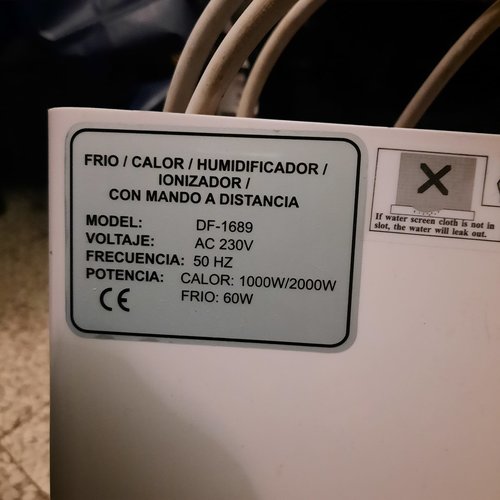 FRIO / CALOR / HUMIDIFICADOR /
IONIZADOR /
CON MANDO A DISTANCIA
MODEL: DF-1689
VOLTAJE: AC 230V
FRECUENCIA: 50 HZ
POTENCIA: CALOR: 1000W/2000W
CE FRIO: 60W
If water screen cloth is not in
slot, the water will leak out.